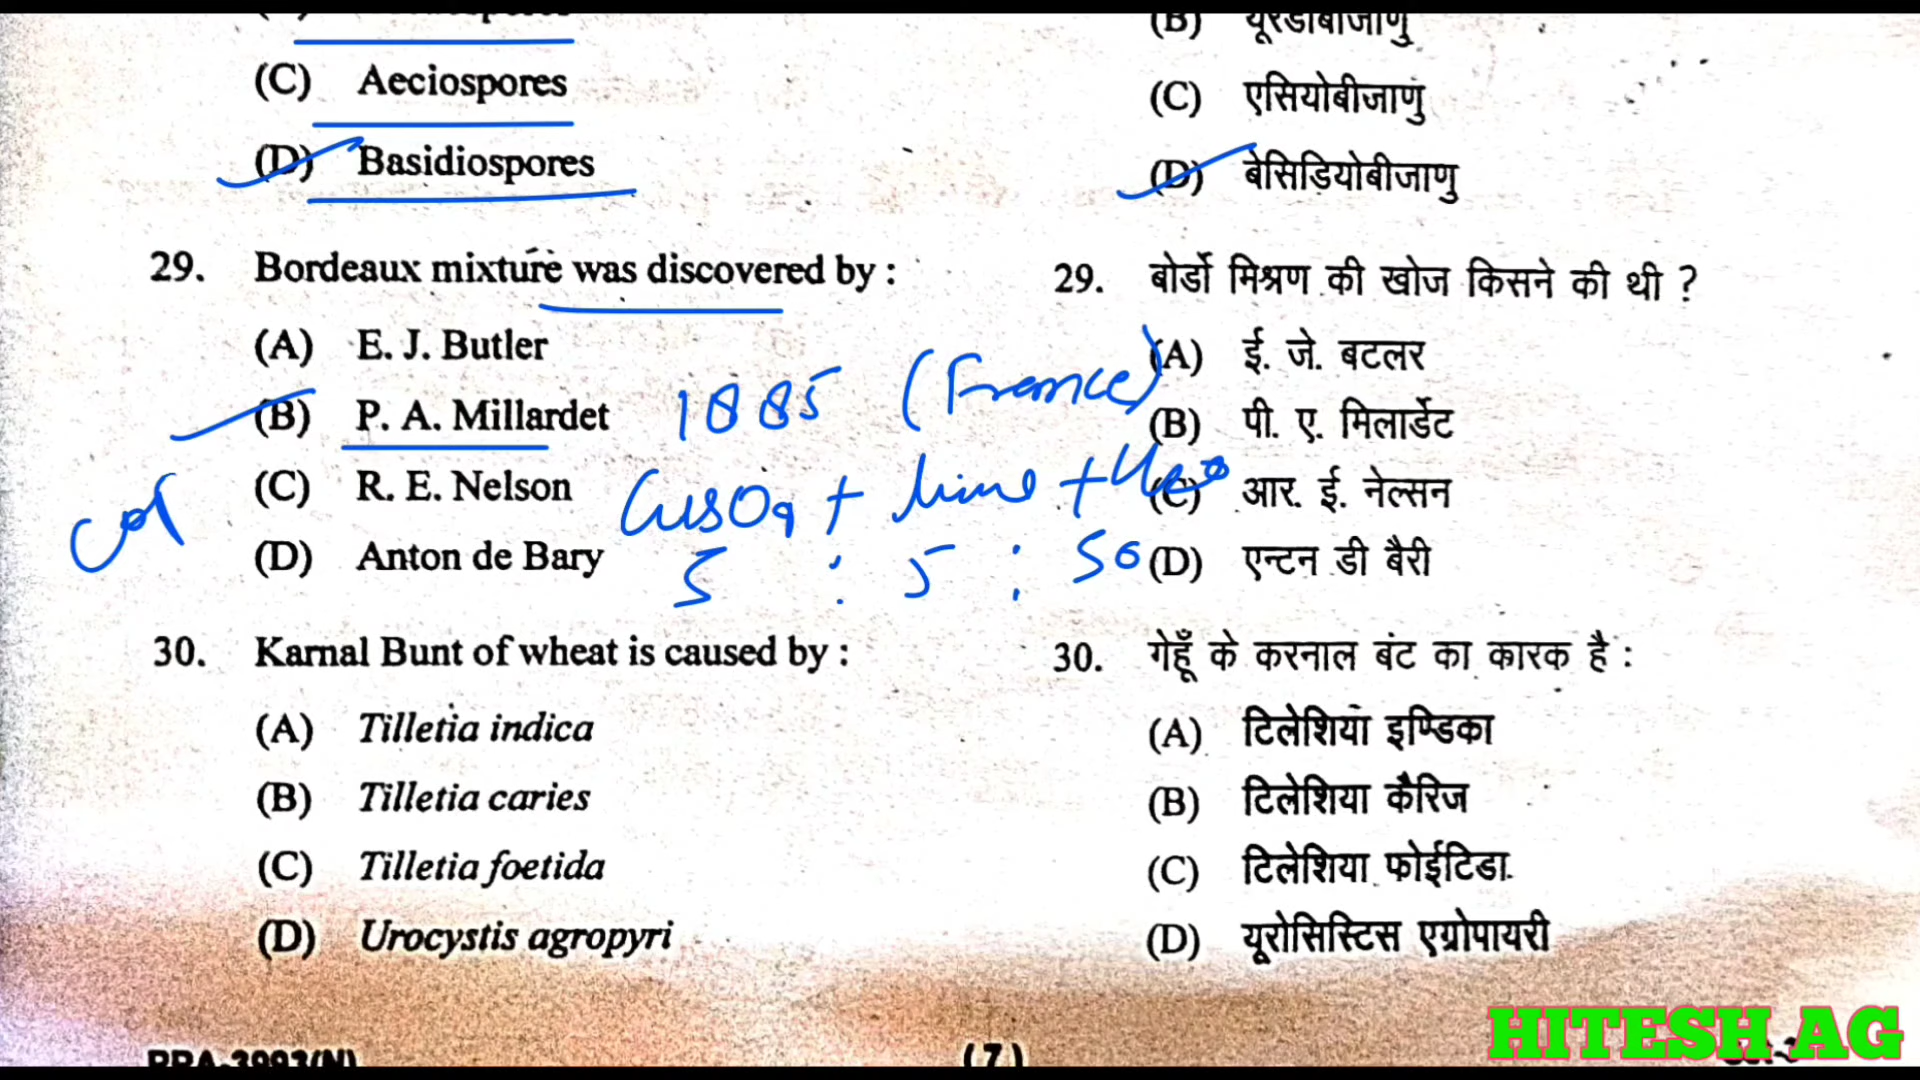 (C) Aeciospores
(D) Basidiospores
29. Bordeaux mixture was discovered by :
(A) E. J. Butler
(B) P. A. Millardet 1885 (France)
(C) R. E. Nelson CuSO4 + lime +
(D) Anton de Bary 5 : 5 : 50
30. Karnal Bunt of wheat is caused by :
(A) Tilletia indica
(B) Tilletia caries
(C) Tilletia foetida
(D) Urocystis agropyri
(B) यूरेडोबीजाणु
(C) एसियोबीजाणु
(D) बेसिडियोबीजाणु
29. बोर्डो मिश्रण की खोज किसने की थी ?
(A) ई. जे. बटलर
(B) पी. ए. मिलार्डेट
(C) आर. ई. नेल्सन
(D) एन्टन डी बैरी
30. गेहूँ के करनाल बंट का कारक है :
(A) टिलेशिया इण्डिका
(B) टिलेशिया कैरिज
(C) टिलेशिया फोईटिडा
(D) यूरोसिस्टिस एग्रोपायरी
(7)
HITESH AG